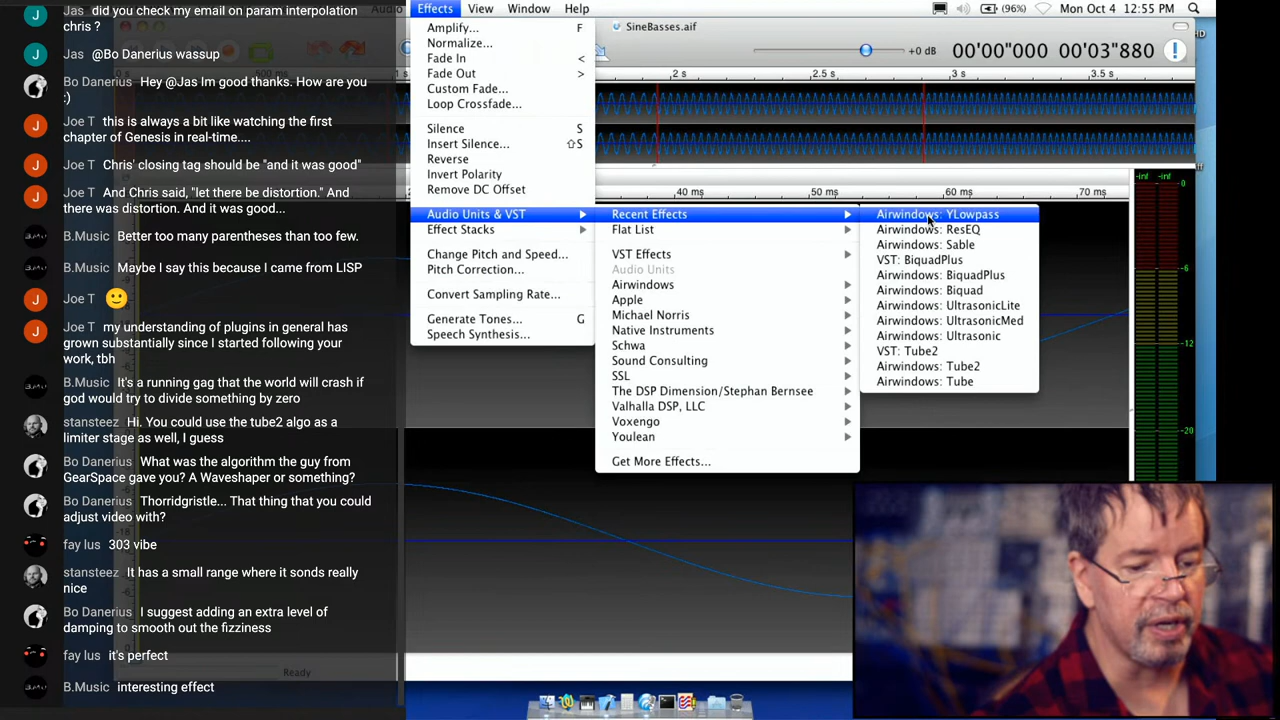 Jas did you check my email on param interpolation
chris ?
Jas @Bo Danerius wassup
Bo Danerius Hey @Jas Im good thanks. How are you
:)
Joe T this is always a bit like watching the first
chapter of Genesis in real-time....
Joe T Chris' closing tag should be "and it was good"
Joe T And Chris said, "let there be distortion." And
there was distortion. And it was good...
B.Music Better too many parentheses than too few.
B.Music Maybe I say this because I came from LISP
Joe T
Joe T my understanding of plugins in general has
grown substantially since I started following your
work, tbh
B.Music It's a running gag that the word will crash if
god would try to divide something by zero
stansteez Hi. You could use the tube2 algo as a
limiter stage as well, I guess
Bo Danerius What was the algorithm the guy from
GearSpace gave you? A Waveshaper or something?
Bo Danerius Thorridgristle... That thing that you could
adjust video with?
fay lus 303 vibe
stansteez It has a small range where it sonds really
nice
Bo Danerius I suggest adding an extra level of
damping to smooth out the fizziness
fay lus it's perfect
B.Music interesting effect
Ready
Effects View Window Help
(96%) Mon Oct 4 12:55 PM
SineBasses.aif
+0 dB 00'00"000 00'03"880
2 s 2.5 s 3 s 3.5 s
40 ms 50 ms 60 ms 70 ms
Amplify... F
Normalize...
Fade In <
Fade Out >
Custom Fade...
Loop Crossfade...
Silence S
Insert Silence... ⇧S
Reverse
Invert Polarity
Remove DC Offset
Audio Units & VST
Effect Stacks
Change Pitch and Speed...
Pitch Correction...
Convert Sampling Rate...
Generate Tones... G
Speech Synthesis...
Recent Effects
Flat List
VST Effects
Audio Units
Airwindows
Apple
Michael Norris
Native Instruments
Schwa
Sound Consulting
SSL
The DSP Dimension/Stephan Bernsee
Valhalla DSP, LLC
Voxengo
Youlean
Get More Effects...
Airwindows: YLowpass
Airwindows: ResEQ
Airwindows: Sable
VST: BiquadPlus
Airwindows: BiquadPlus
Airwindows: Biquad
Airwindows: UltrasonicLite
Airwindows: UltrasonicMed
Airwindows: Ultrasonic
VST: Tube2
Airwindows: Tube2
Airwindows: Tube
-inf -inf
0
-6
-12
-20